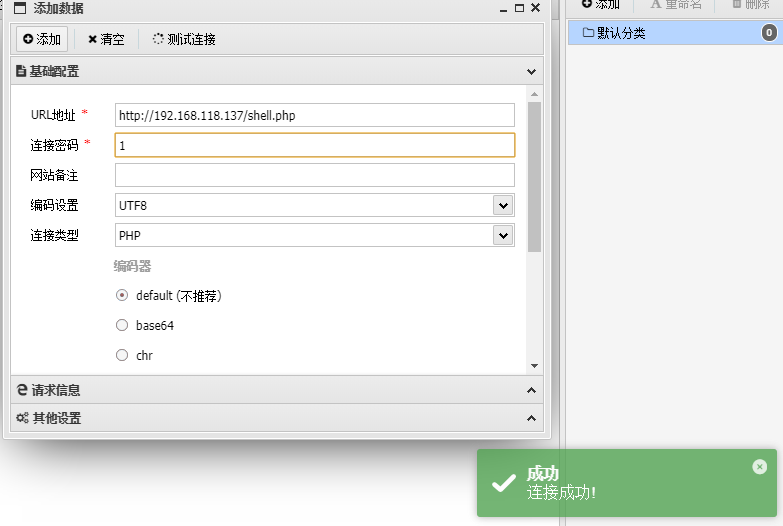 添加数据
添加 清空 测试连接
基础配置
URL地址 * http://192.168.118.137/shell.php
连接密码 * 1
网站备注
编码设置 UTF8
连接类型 PHP
编码器
default (不推荐)
base64
chr
请求信息
其他设置
添加 A 重命名 删除
默认分类 0
成功
连接成功!